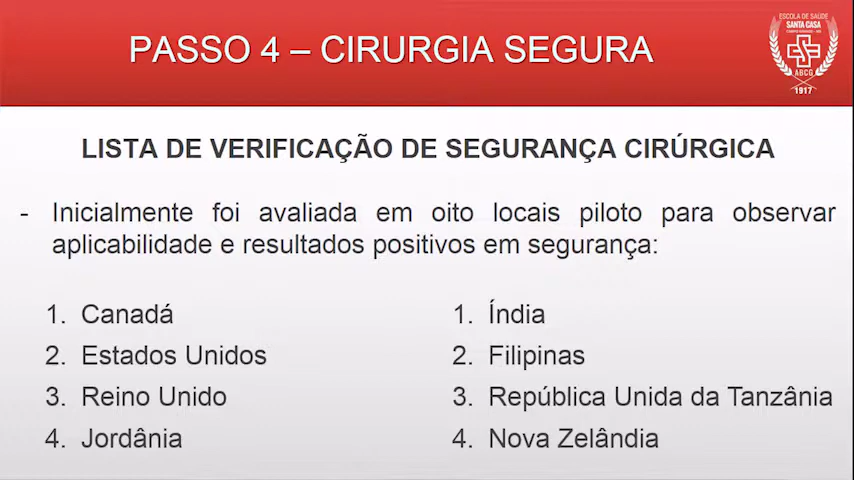 PASSO 4 – CIRURGIA SEGURA
ESCOLA DE SAÚDE
SANTA CASA
ABCG
1917
LISTA DE VERIFICAÇÃO DE SEGURANÇA CIRÚRGICA
- Inicialmente foi avaliada em oito locais piloto para observar
aplicabilidade e resultados positivos em segurança:
1. Canadá
2. Estados Unidos
3. Reino Unido
4. Jordânia
1. Índia
2. Filipinas
3. República Unida da Tanzânia
4. Nova Zelândia